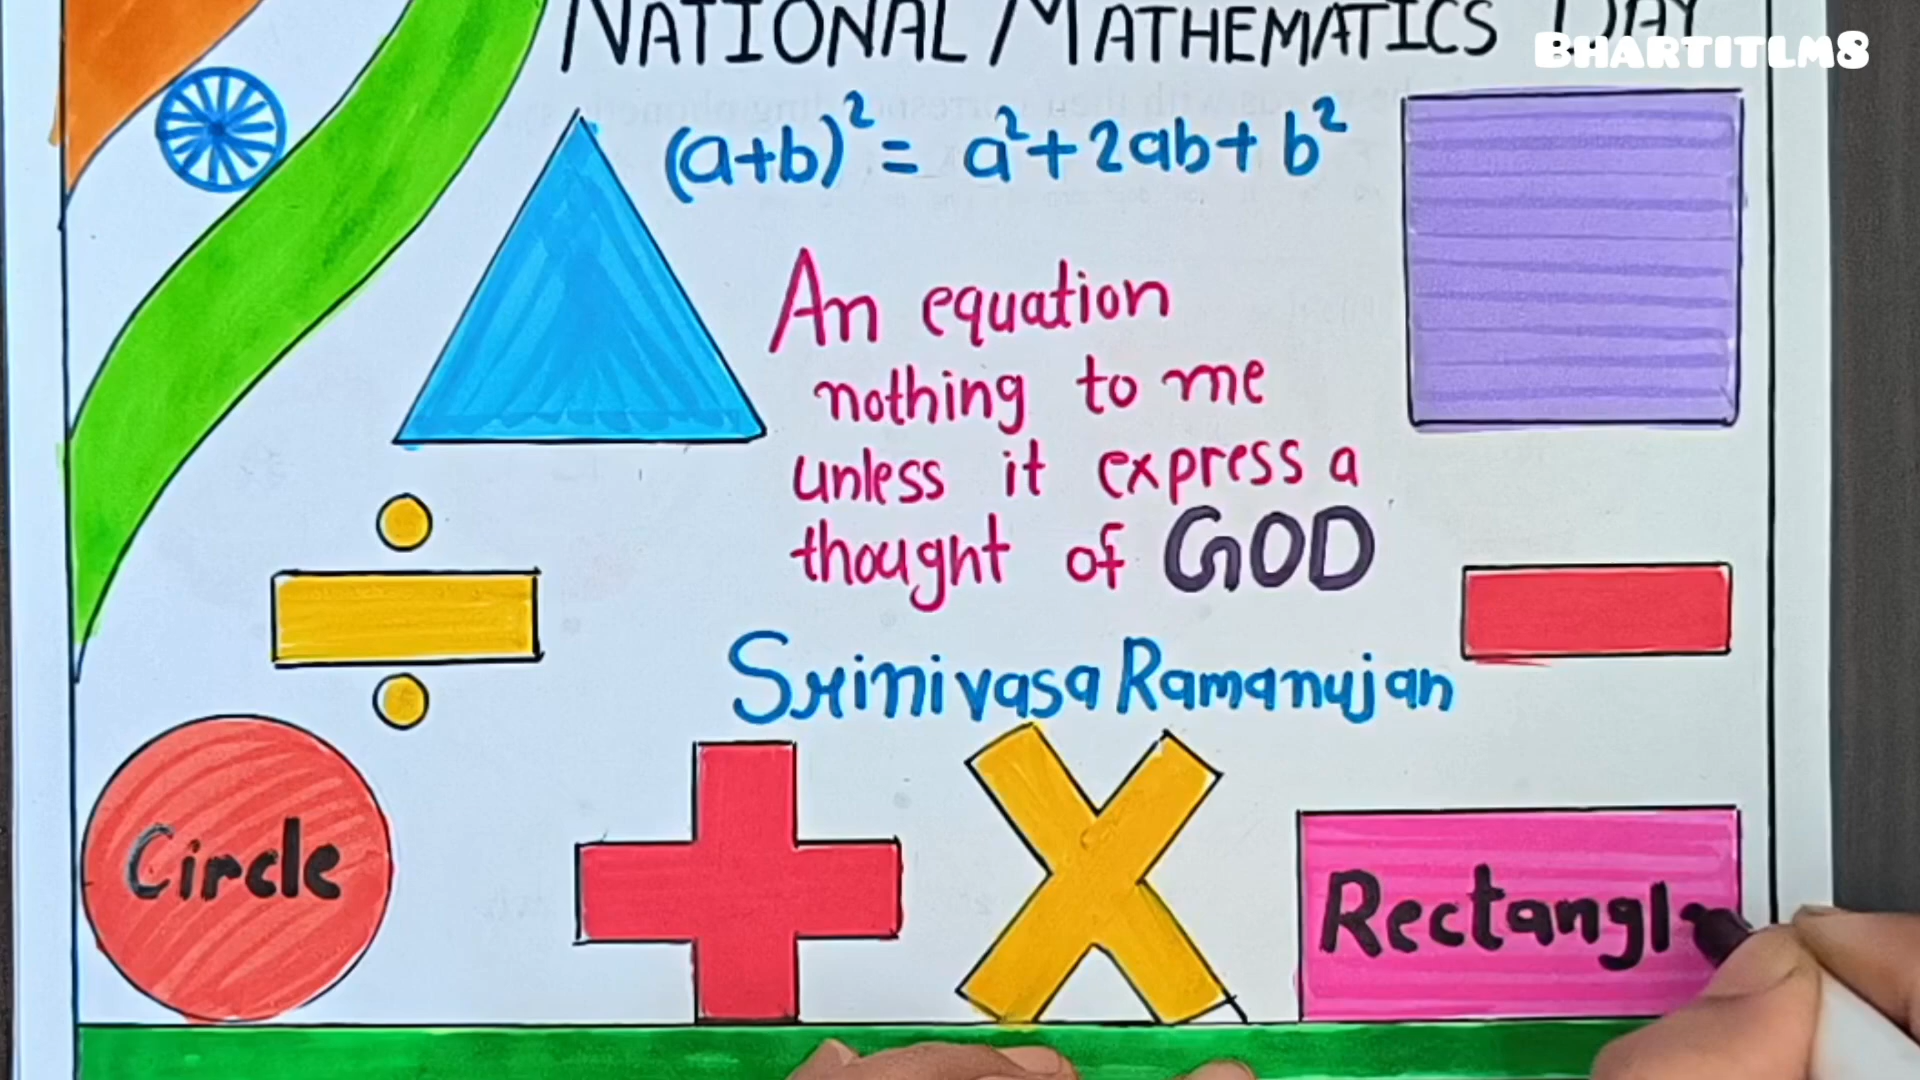 NATIONAL MATHEMATICS DAY
BHARTITLM8
(a+b)² = a²+2ab+b²
An equation
nothing to me
unless it express a
thought of GOD
Srinivasa Ramanujan
Circle
Rectangl